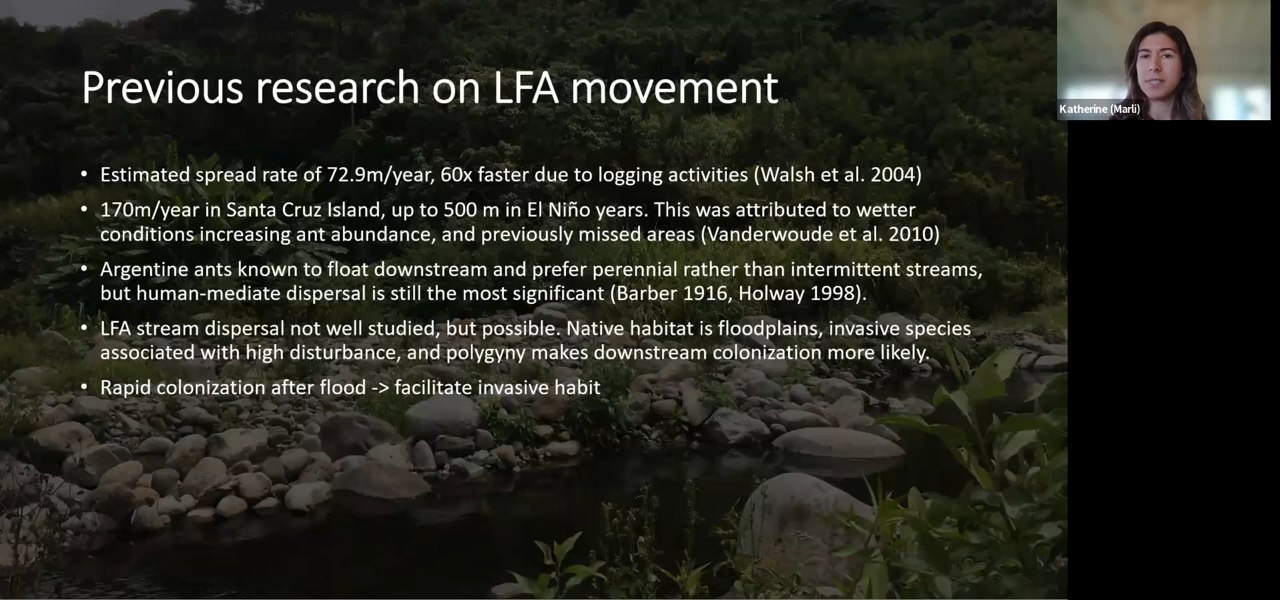 Previous research on LFA movement
Katherine (Marli)
• Estimated spread rate of 72.9m/year, 60x faster due to logging activities (Walsh et al. 2004)
• 170m/year in Santa Cruz Island, up to 500 m in El Niño years. This was attributed to wetter
conditions increasing ant abundance, and previously missed areas (Vanderwoude et al. 2010)
• Argentine ants known to float downstream and prefer perennial rather than intermittent streams,
but human-mediate dispersal is still the most significant (Barber 1916, Holway 1998).
• LFA stream dispersal not well studied, but possible. Native habitat is floodplains, invasive species
associated with high disturbance, and polygyny makes downstream colonization more likely.
• Rapid colonization after flood -> facilitate invasive habit